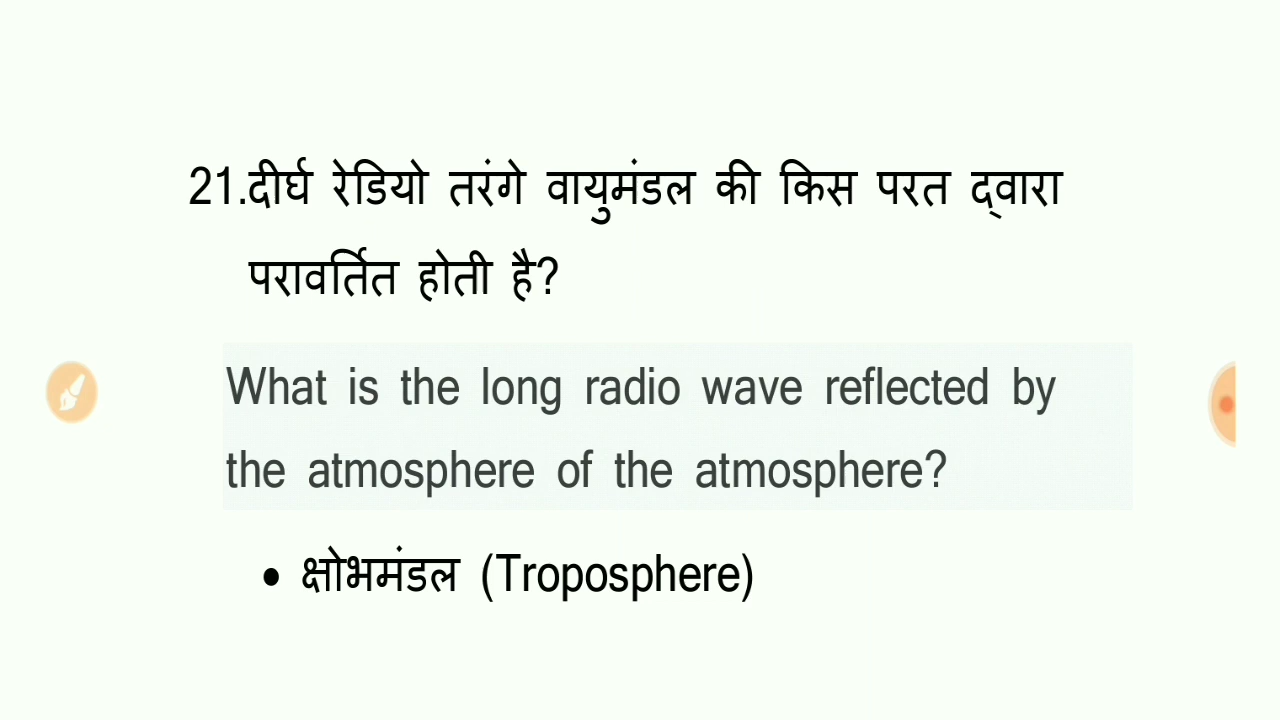 21.दीर्घ रेडियो तरंगे वायुमंडल की किस परत द्वारा
परावर्तित होती है?
What is the long radio wave reflected by
the atmosphere of the atmosphere?
• क्षोभमंडल (Troposphere)